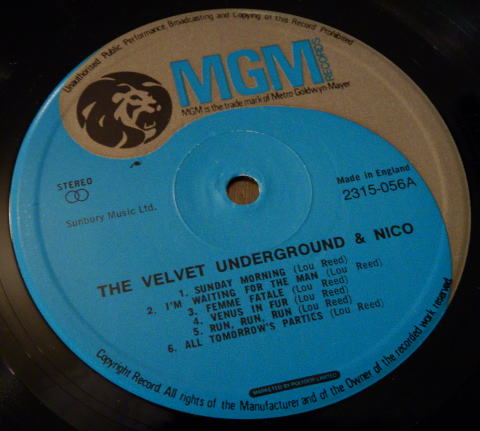 Unauthorised Public Performance Broadcasting and Copying of this Record Prohibited
MGM
RECORDS
MGM is the trade mark of Metro Goldwyn Mayer
STEREO
Sunbury Music Ltd.
Made in England
2315-056A
THE VELVET UNDERGROUND & NICO
1. SUNDAY MORNING (Lou Reed)
2. I'M WAITING FOR THE MAN (Lou Reed)
3. FEMME FATALE (Lou Reed)
4. VENUS IN FUR (Lou Reed)
5. RUN, RUN, RUN (Lou Reed)
6. ALL TOMORROW'S PARTIES (Lou Reed)
MARKETED BY POLYDOR LIMITED
Copyright Record. All rights of the Manufacturer and of the Owner of the recorded work reserved.